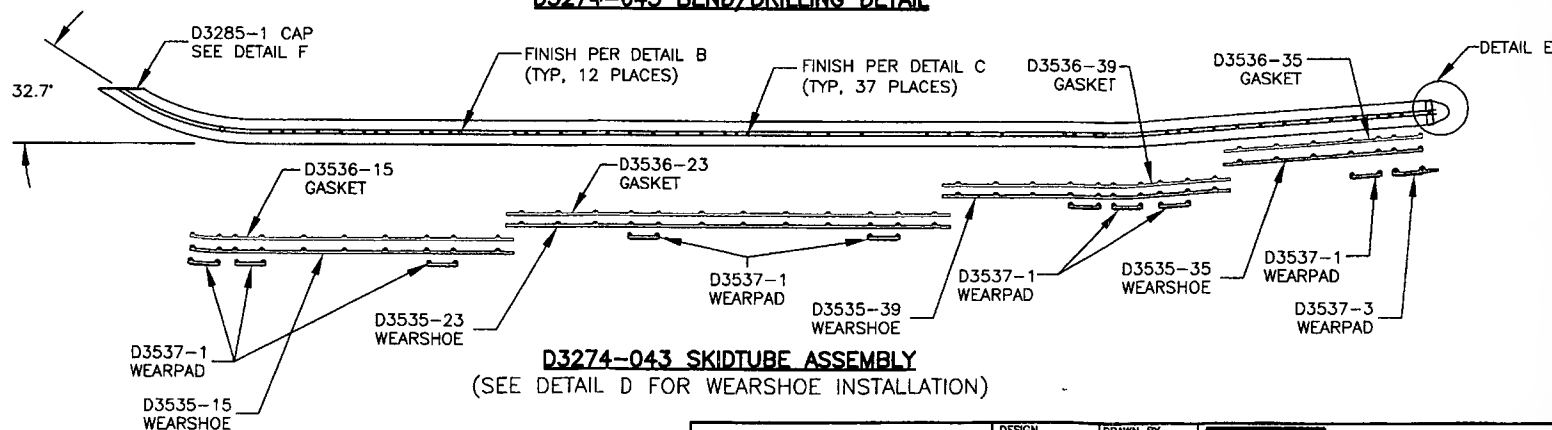 D3274-043 BEND/DRILLING DETAIL
D3285-1 CAP
SEE DETAIL F
32.7°
FINISH PER DETAIL B
(TYP, 12 PLACES)
FINISH PER DETAIL C
(TYP, 37 PLACES)
D3536-39
GASKET
D3536-35
GASKET
DETAIL E
D3536-15
GASKET
D3536-23
GASKET
D3537-1
WEARPAD
D3535-15
WEARSHOE
D3535-23
WEARSHOE
D3537-1
WEARPAD
D3535-39
WEARSHOE
D3537-1
WEARPAD
D3535-35
WEARSHOE
D3537-1
WEARPAD
D3537-3
WEARPAD
D3274-043 SKIDTUBE ASSEMBLY
(SEE DETAIL D FOR WEARSHOE INSTALLATION)
DESIGN
DRAWN BY